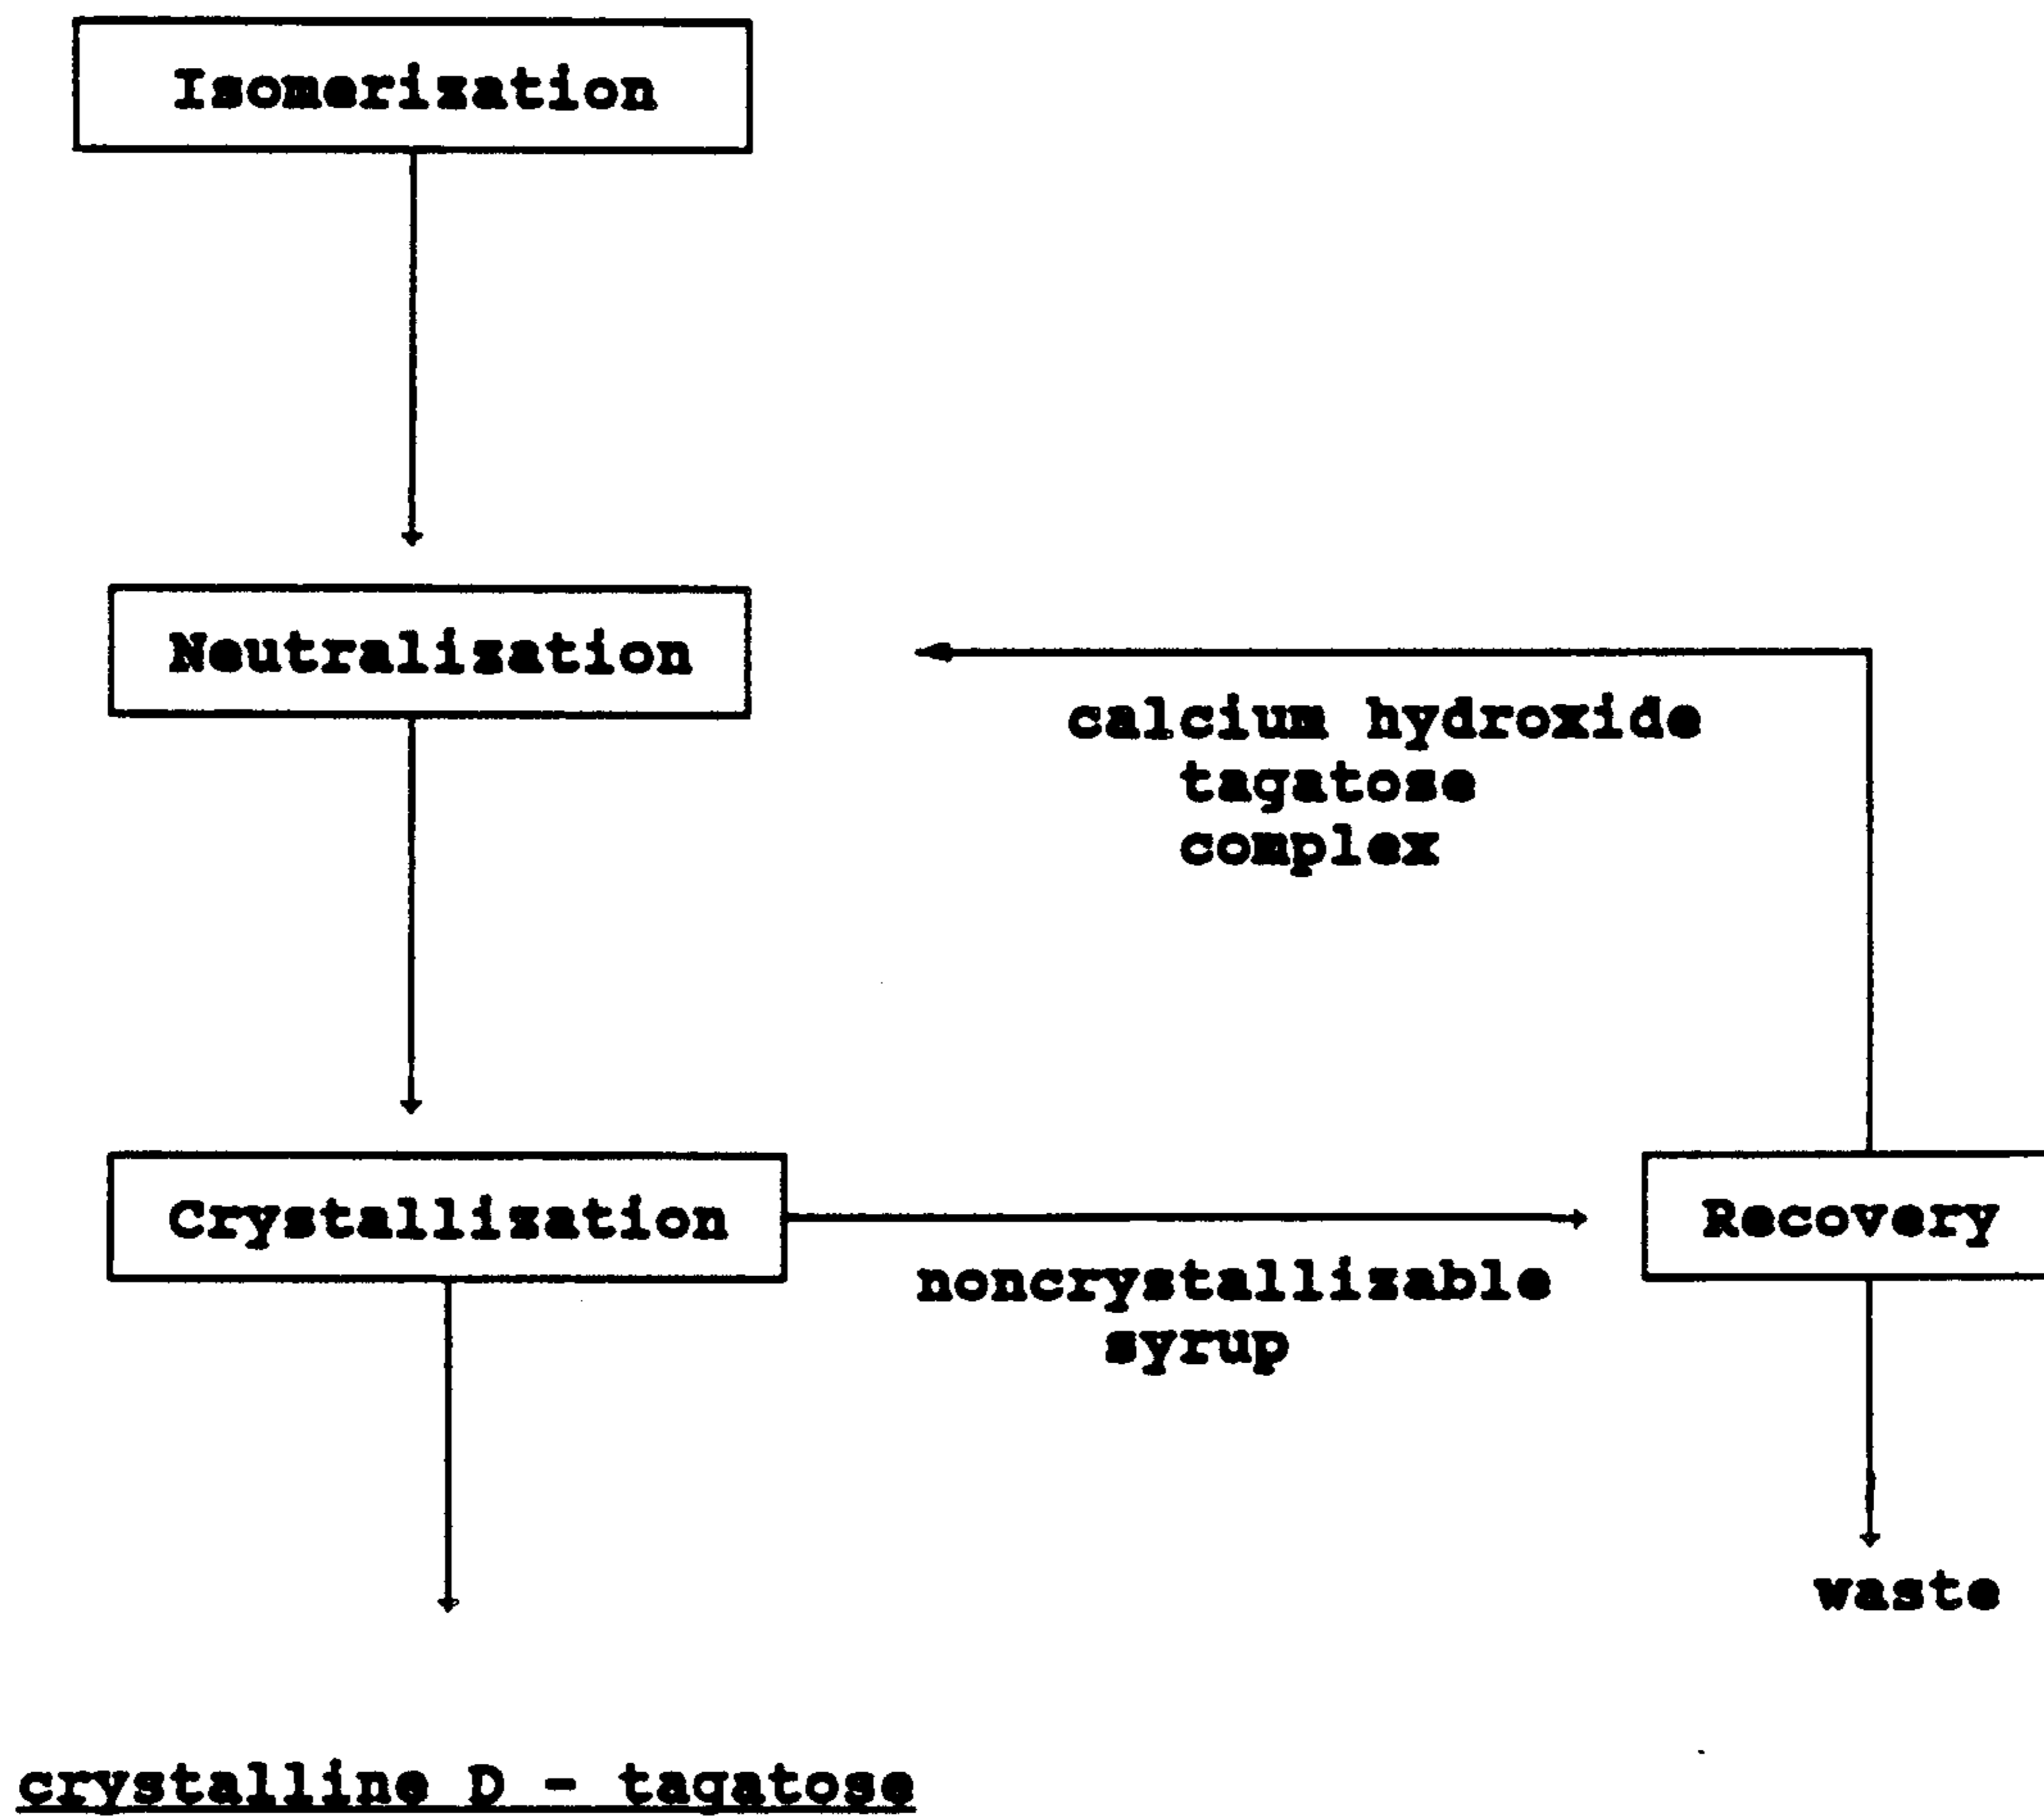 Isomerization
Neutralization
calcium hydroxide
tagatose
complex
Crystallization
Recovery
noncrystallizable
syrup
waste
crystalline D - tagatose